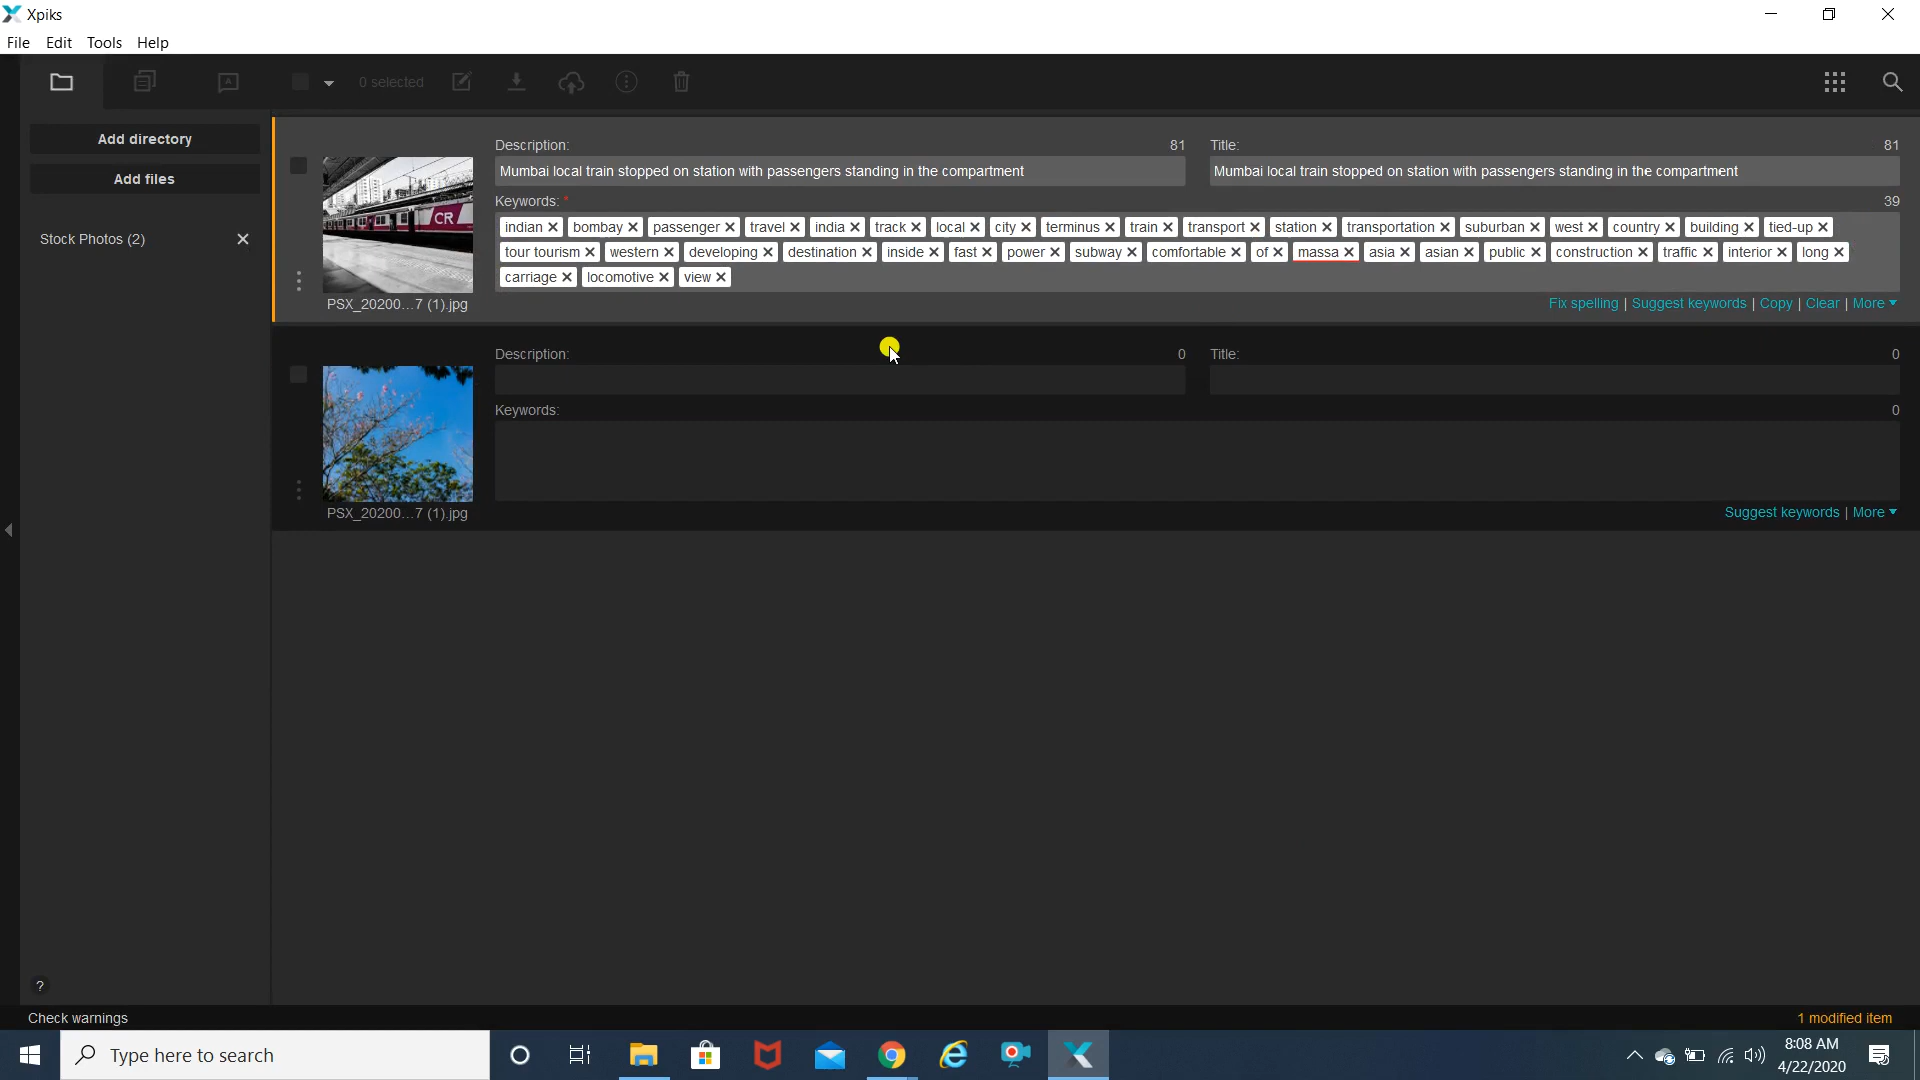 Xpiks
File Edit Tools Help
0 selected
Add directory
Add files
Stock Photos (2)
Description: 81
Mumbai local train stopped on station with passengers standing in the compartment
Title: 81
Mumbai local train stopped on station with passengers standing in the compartment
Keywords: * 39
indian bombay passenger travel india track local city terminus train transport station transportation suburban west country building tied-up
tour tourism western developing destination inside fast power subway comfortable of massa asia asian public construction traffic interior long
carriage locomotive view
CR
PSX_20200...7 (1).jpg
Fix spelling | Suggest keywords | Copy | Clear | More
Description: 0
Title: 0
Keywords: 0
PSX_20200...7 (1).jpg
Suggest keywords | More
?
Check warnings
1 modified item
Type here to search
8:08 AM
4/22/2020